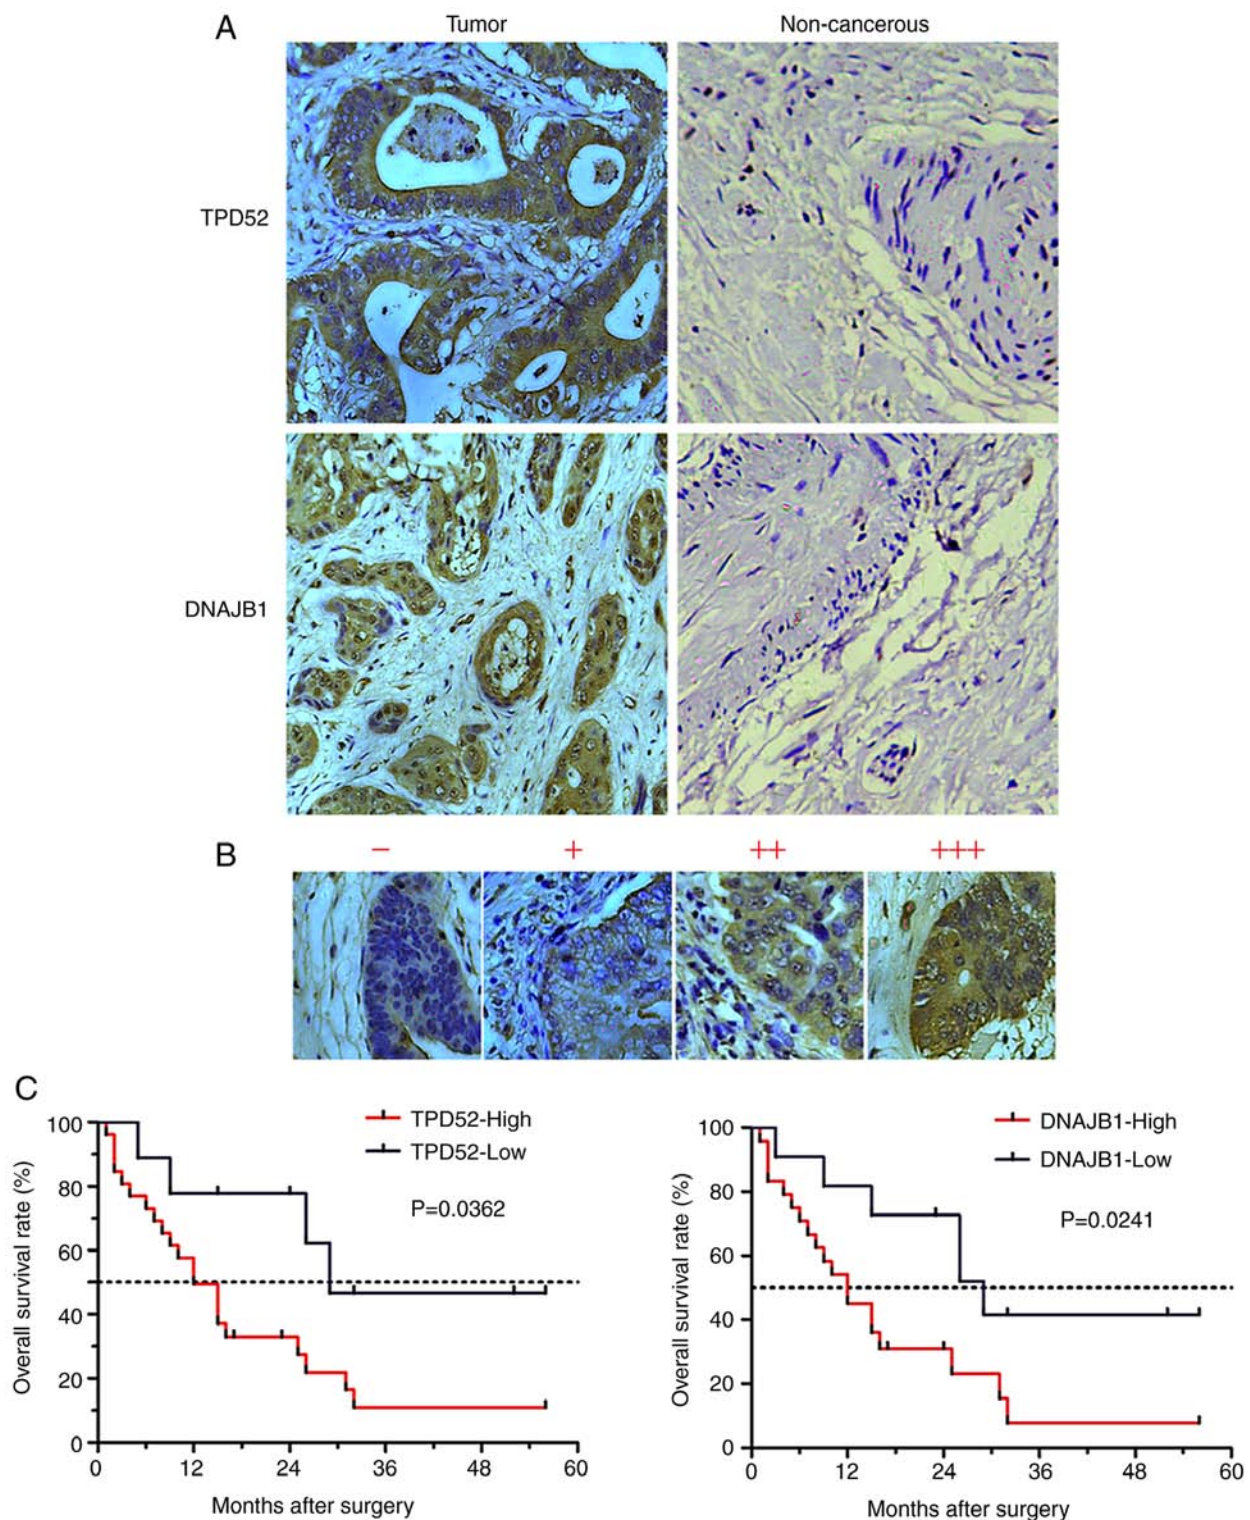 A
Tumor
Non-cancerous
TPD52
DNAJB1
B
− + ++ +++
C
TPD52-High
TPD52-Low
P=0.0362
Overall survival rate (%)
100
80
60
40
20
0
0 12 24 36 48 60
Months after surgery
DNAJB1-High
DNAJB1-Low
P=0.0241
Overall survival rate (%)
100
80
60
40
20
0
0 12 24 36 48 60
Months after surgery